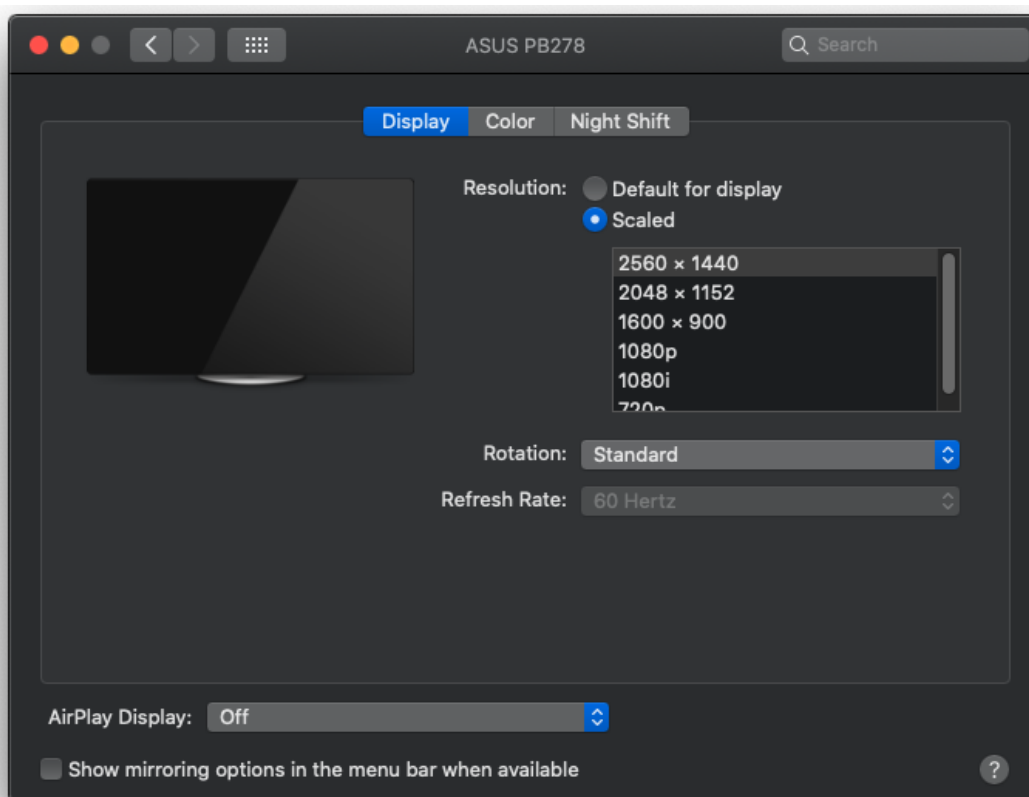 ASUS PB278
Search
Display Color Night Shift
Resolution: Default for display
Scaled
2560 × 1440
2048 × 1152
1600 × 900
1080p
1080i
720p
Rotation: Standard
Refresh Rate: 60 Hertz
AirPlay Display: Off
Show mirroring options in the menu bar when available
?